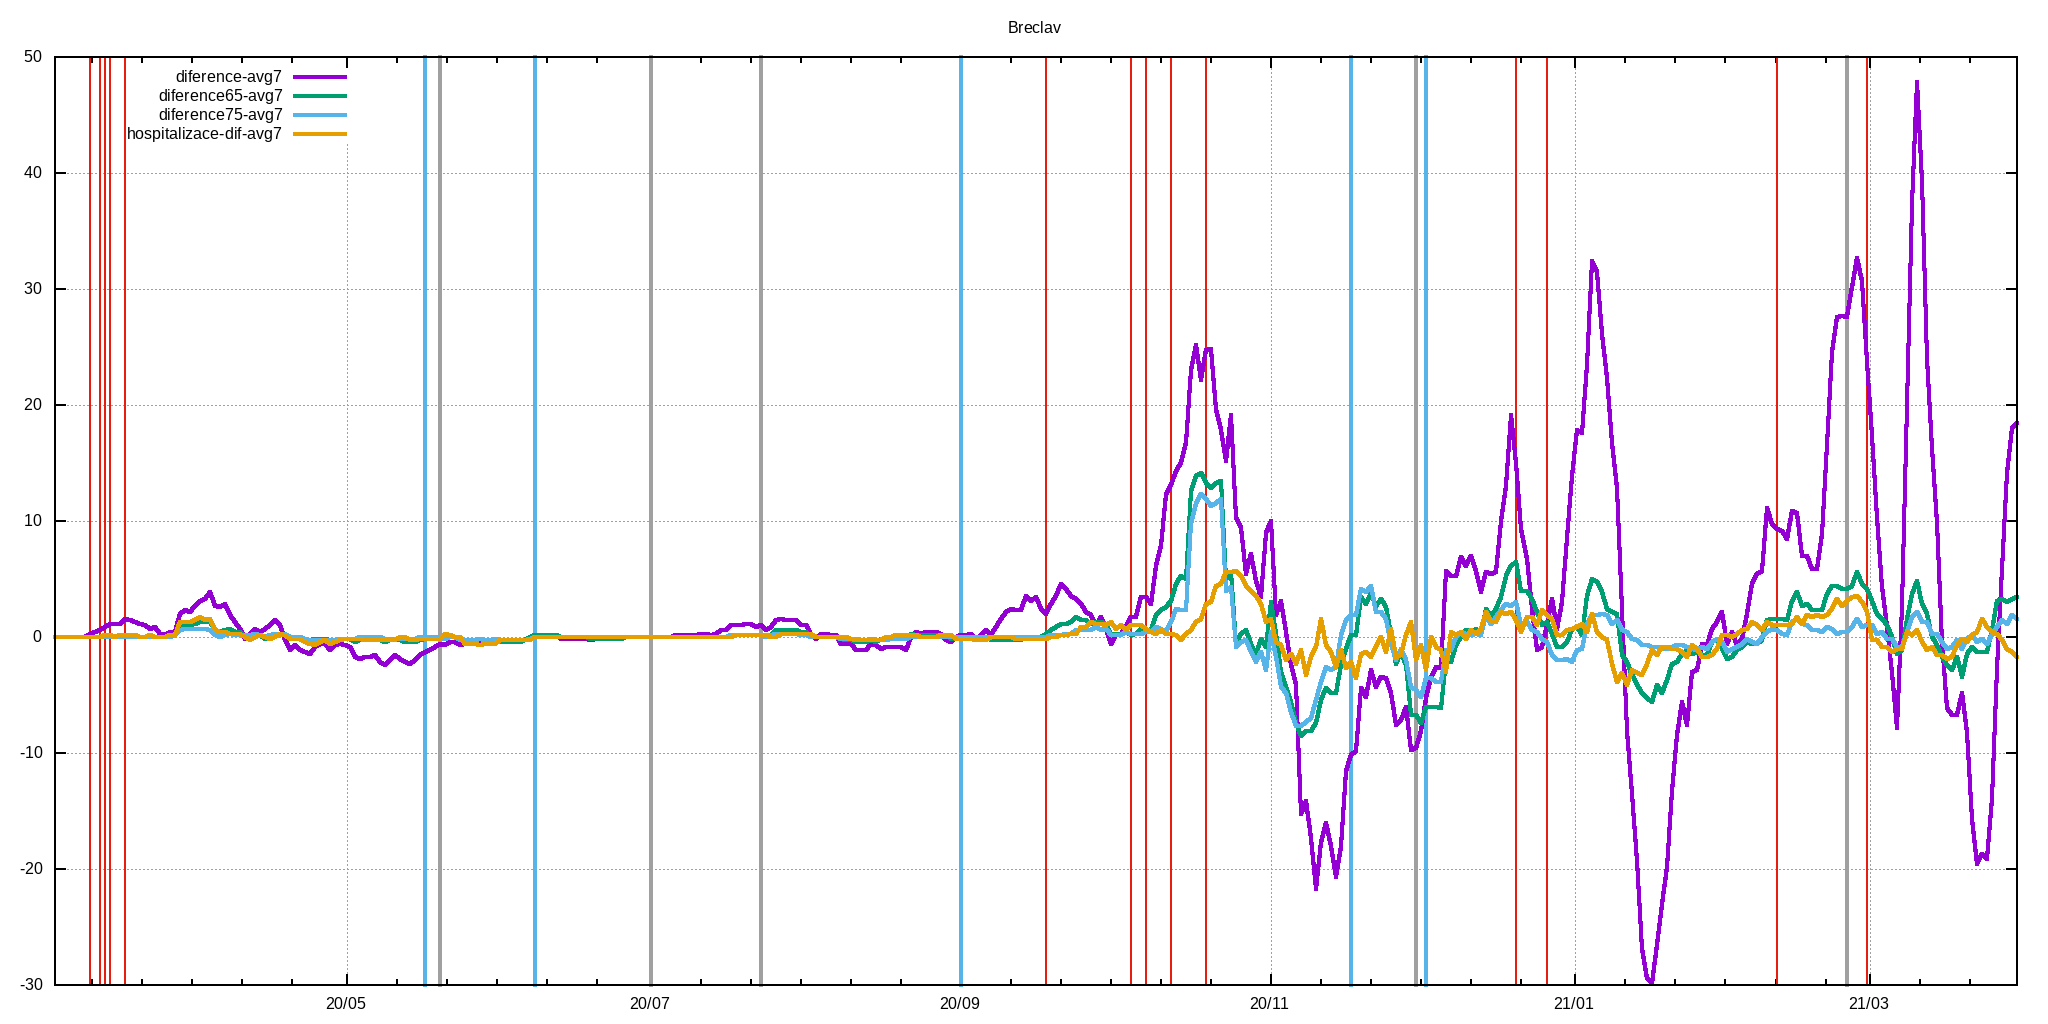 Breclav
diference-avg7
diference65-avg7
diference75-avg7
hospitalizace-dif-avg7
50
40
30
20
10
0
-10
-20
-30
20/05 20/07 20/09 20/11 21/01 21/03